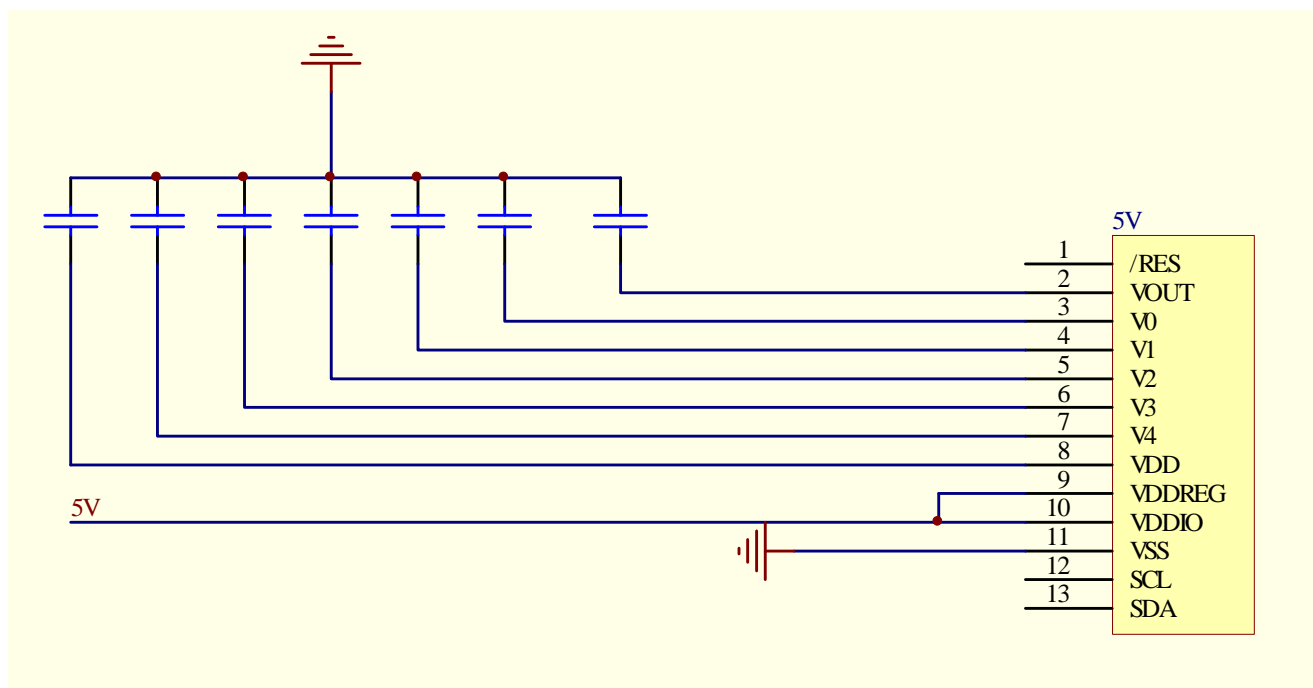 5V
1 /RES
2 VOUT
3 V0
4 V1
5 V2
6 V3
7 V4
8 VDD
9 VDDREG
5V 10 VDDIO
11 VSS
12 SCL
13 SDA